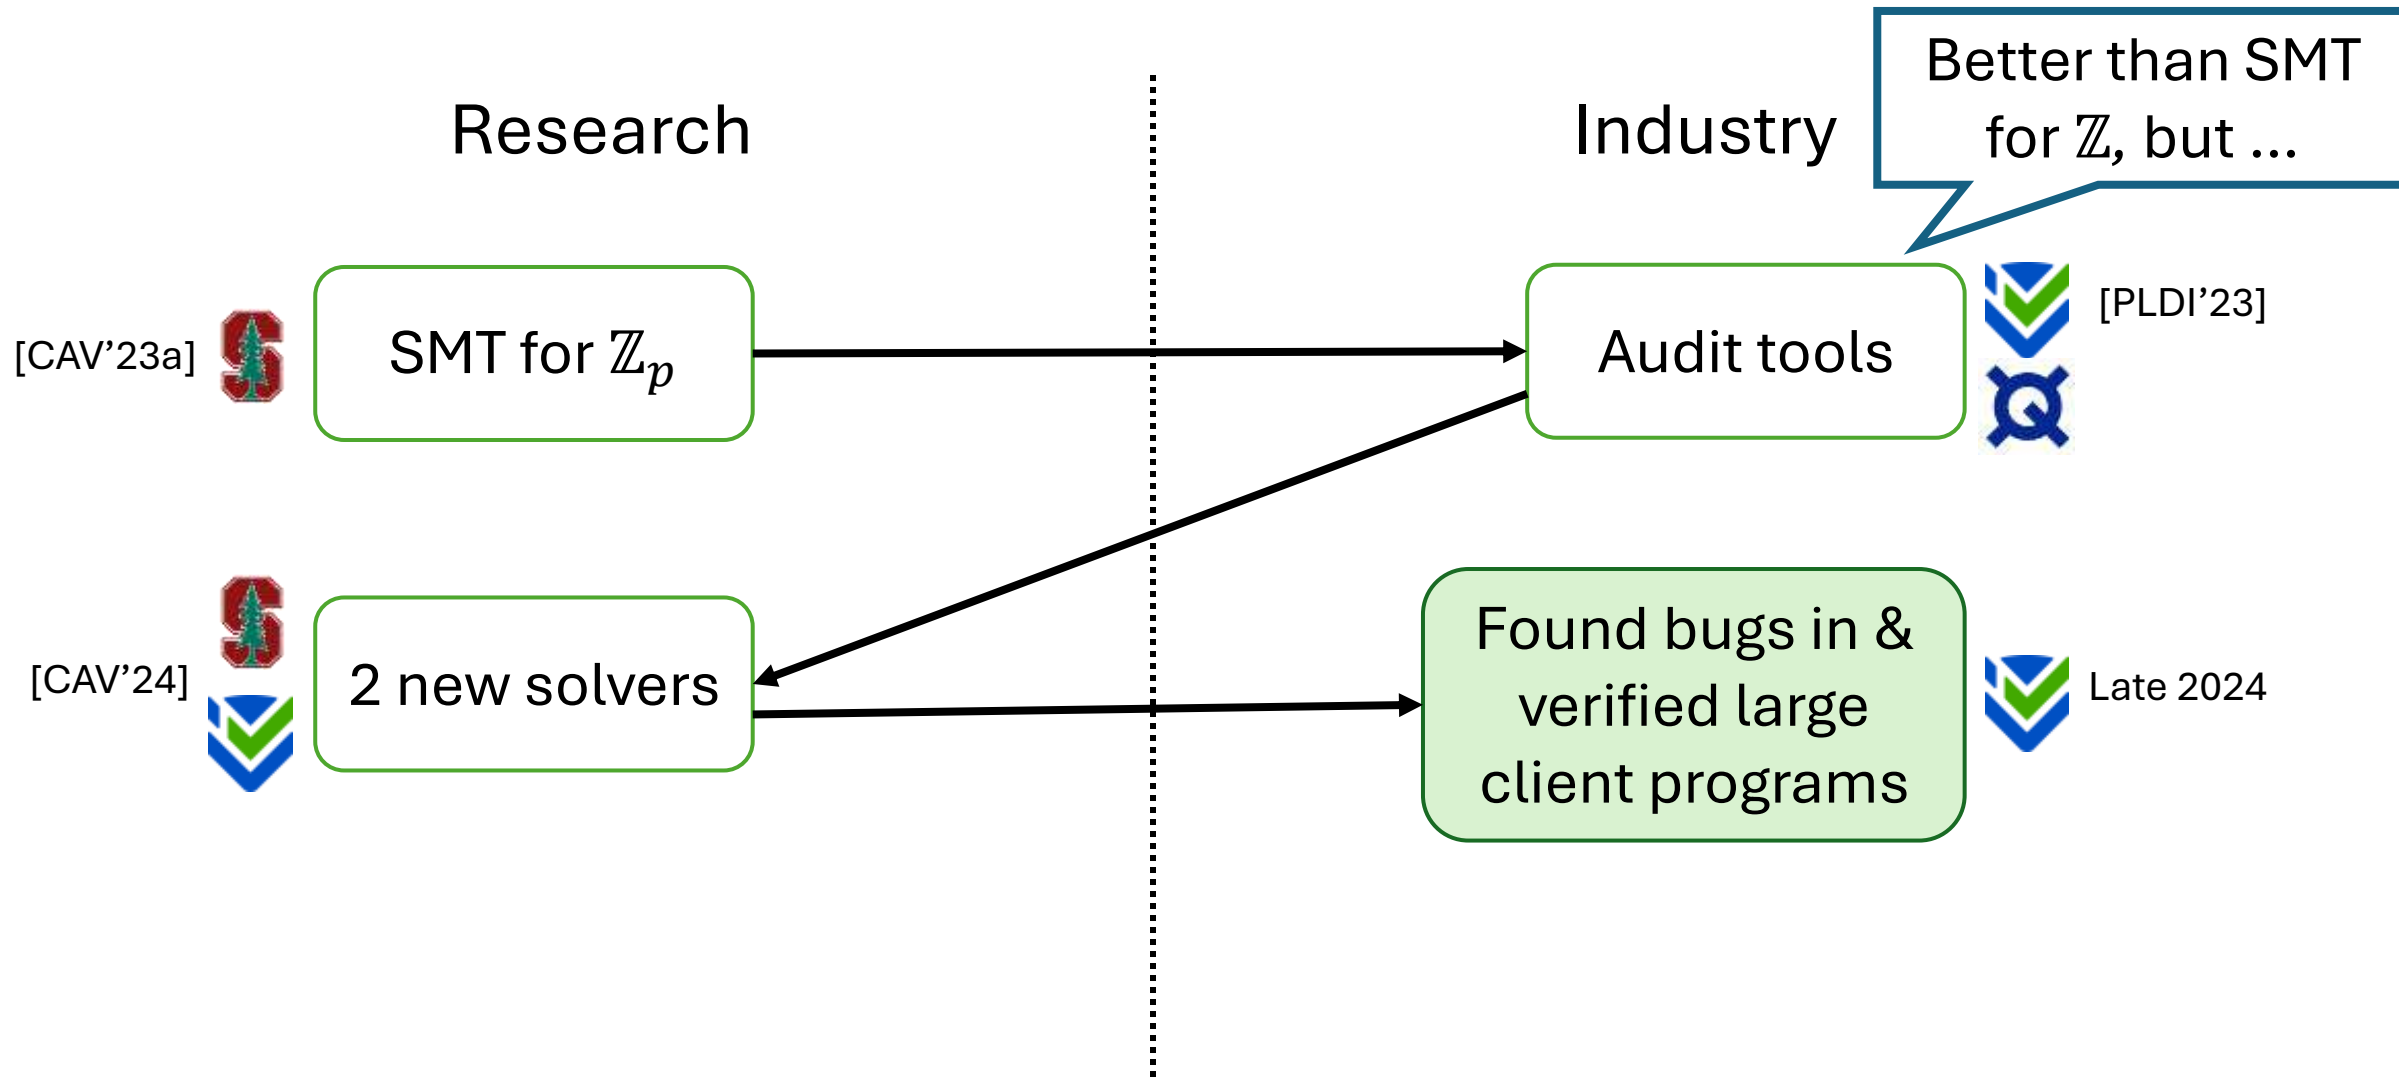 Better than SMT
for ℤ, but ...
Research
Industry
[CAV’23a]
SMT for ℤp
Audit tools
[PLDI’23]
[CAV’24]
2 new solvers
Found bugs in &
verified large
client programs
Late 2024